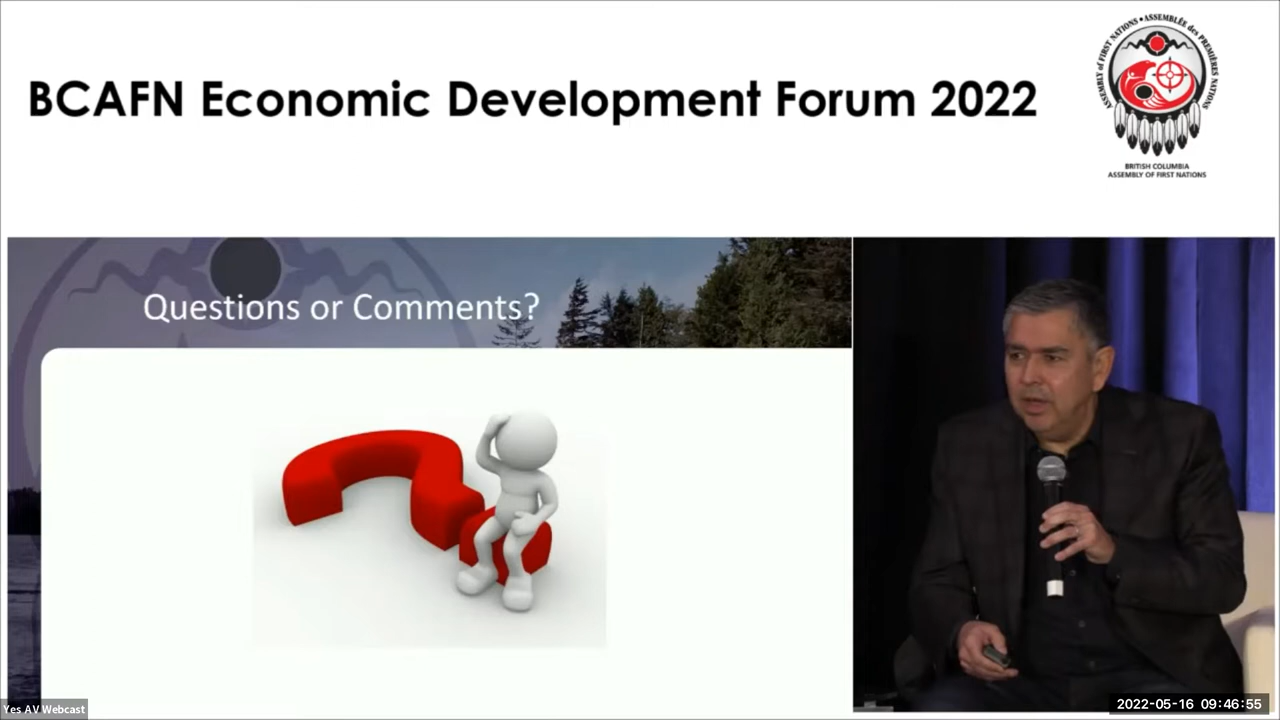 BCAFN Economic Development Forum 2022
ASSEMBLY of FIRST NATIONS • ASSEMBLÉE des PREMIÈRES NATIONS
BRITISH COLUMBIA
ASSEMBLY OF FIRST NATIONS
Questions or Comments?
Yes AV Webcast
2022-05-16 09:46:55